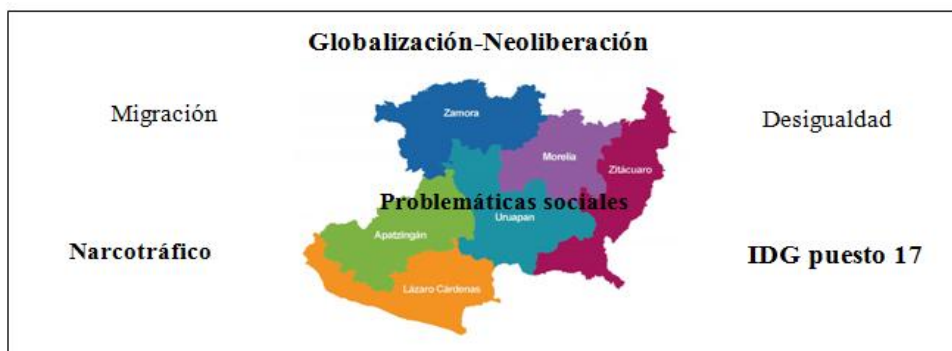 Globalización-Neoliberación
Migración
Desigualdad
Zamora
Morelia
Zitácuaro
Problemáticas sociales
Uruapan
Apatzingán
Narcotráfico
IDG puesto 17
Lázaro Cárdenas